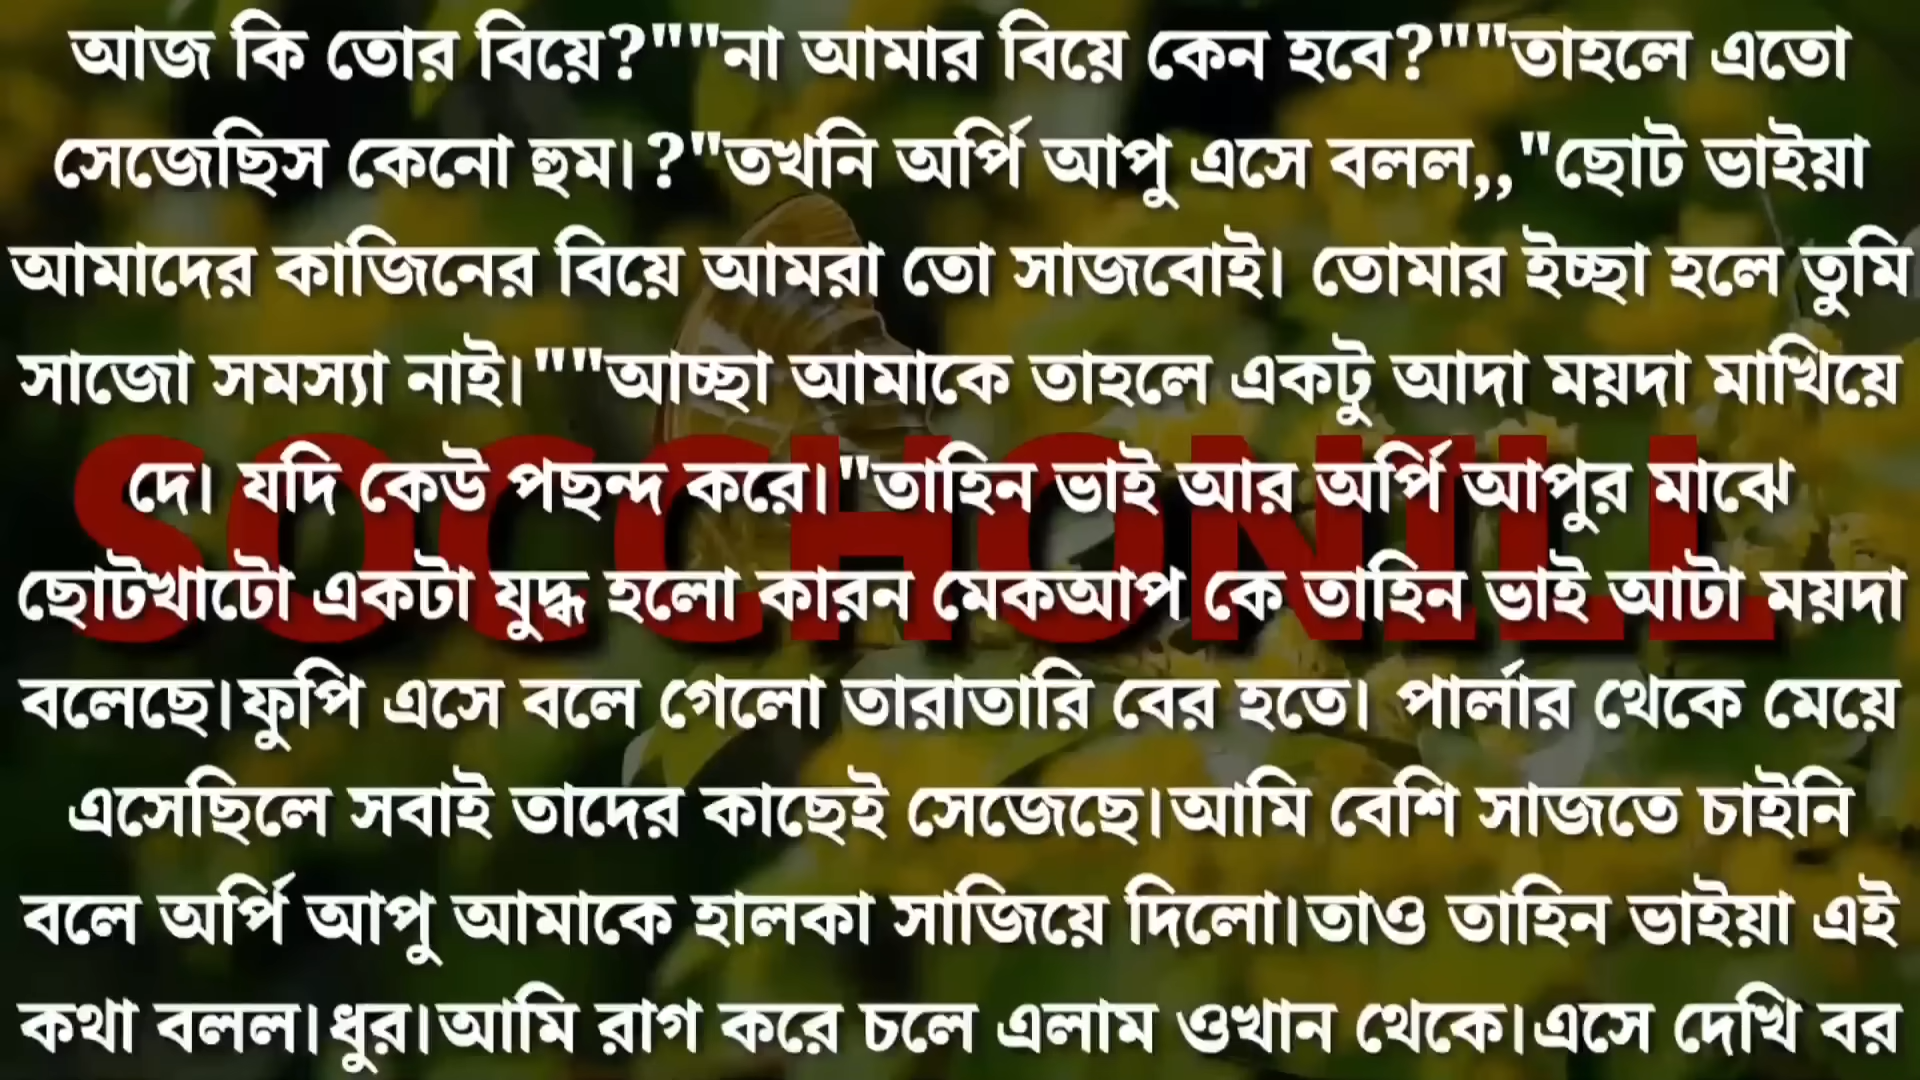 আজ কি তোর বিয়ে?""না আমার বিয়ে কেন হবে?""তাহলে এতো
সেজেছিস কেনো হুম।?"তখনি অর্পি আপু এসে বলল,,"ছোট ভাইয়া
আমাদের কাজিনের বিয়ে আমরা তো সাজবোই। তোমার ইচ্ছা হলে তুমি
সাজো সমস্যা নাই।""আচ্ছা আমাকে তাহলে একটু আদা ময়দা মাখিয়ে
দে। যদি কেউ পছন্দ করে।"তাহিন ভাই আর অর্পি আপুর মাঝে
SOCCHONILL
ছোটখাটো একটা যুদ্ধ হলো কারন মেকআপ কে তাহিন ভাই আটা ময়দা
বলেছে।ফুপি এসে বলে গেলো তারাতারি বের হতে। পার্লার থেকে মেয়ে
এসেছিলে সবাই তাদের কাছেই সেজেছে।আমি বেশি সাজতে চাইনি
বলে অর্পি আপু আমাকে হালকা সাজিয়ে দিলো।তাও তাহিন ভাইয়া এই
কথা বলল।ধুর।আমি রাগ করে চলে এলাম ওখান থেকে।এসে দেখি বর